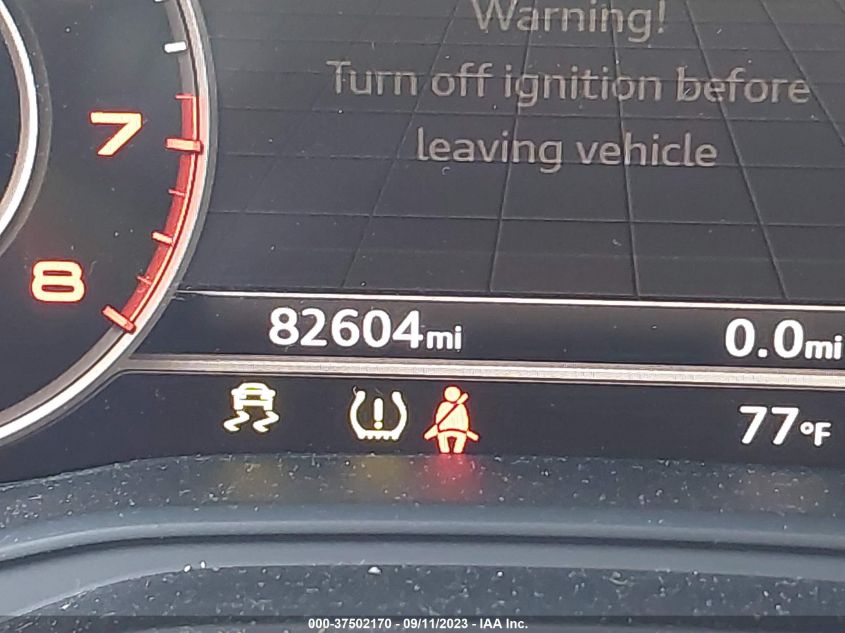 Warning!
Turn off ignition before
leaving vehicle
7
8
82604mi
0.0mi
77°F
000-37502170 - 09/11/2023 - IAA Inc.